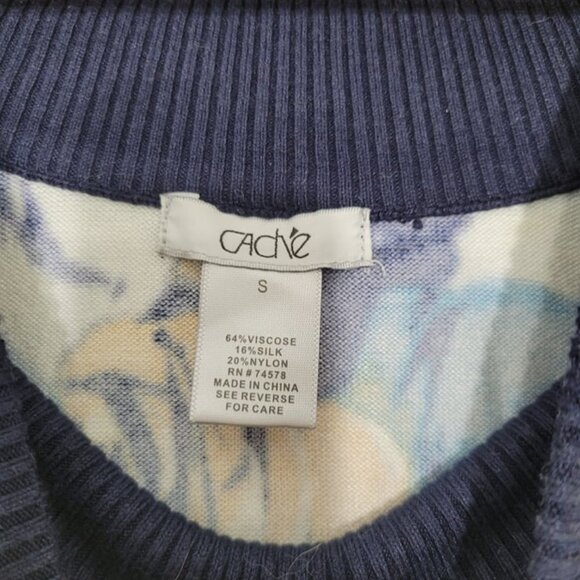 CACHÉ
S
64%VISCOSE
16%SILK
20%NYLON
RN # 74578
MADE IN CHINA
SEE REVERSE
FOR CARE